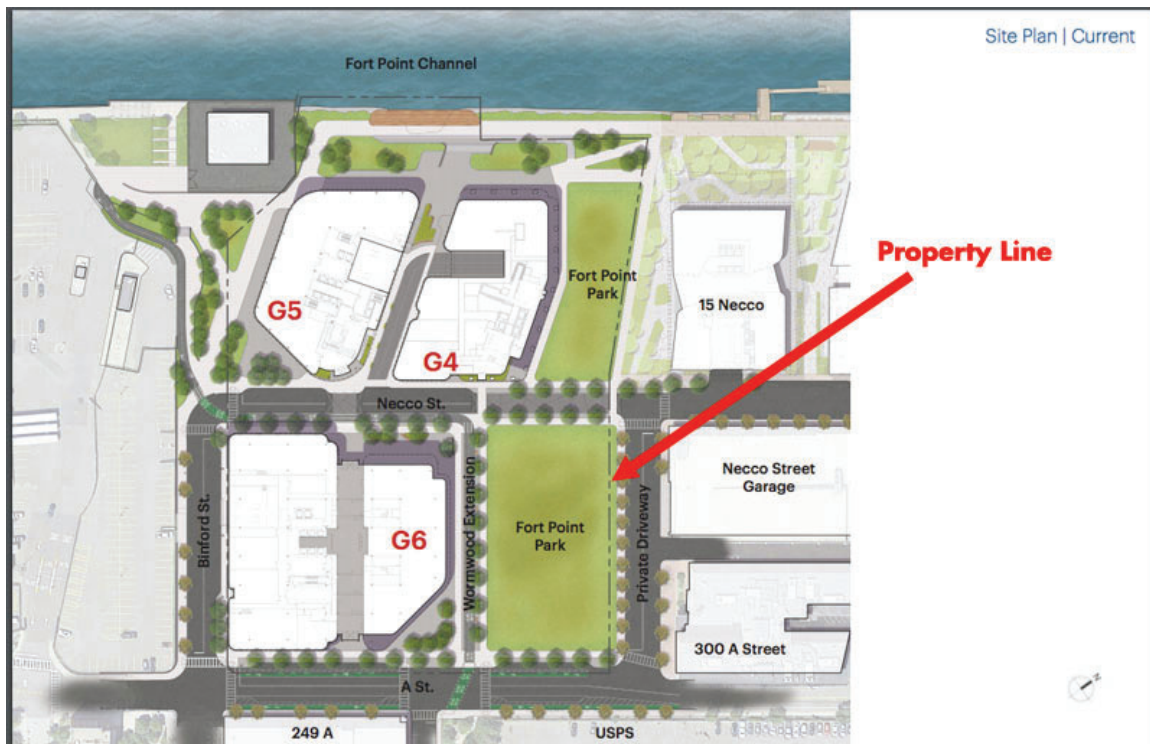 Site Plan | Current
Fort Point Channel
Property Line
Fort Point
Park
15 Necco
G5
G4
Necco St.
Necco Street
Garage
Binford St.
G6
Wormwood Extension
Fort Point
Park
Private Driveway
300 A Street
A St.
N
249 A
USPS